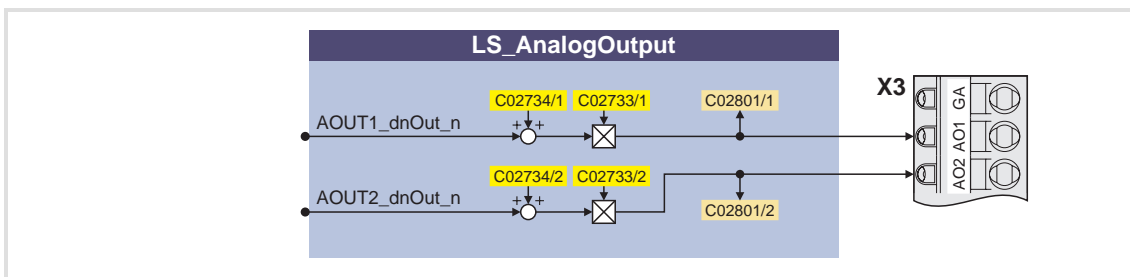 LS_AnalogOutput
X3
GA
C02734/1 C02733/1 C02801/1
AOUT1_dnOut_n
+ +
AO1
C02734/2 C02733/2
AO2
AOUT2_dnOut_n
+ +
C02801/2